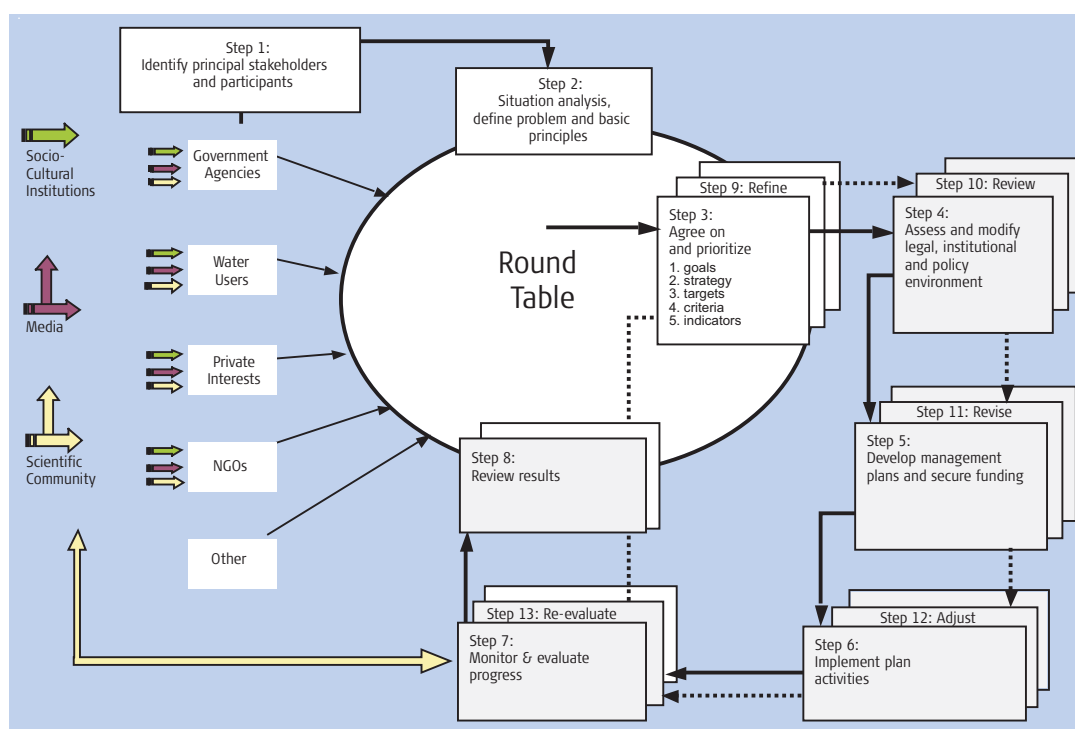 Step 1:
Identify principal stakeholders
and participants
Step 2:
Situation analysis,
define problem and basic
principles
Socio-
Cultural
Institutions
Media
Scientific
Community
Government
Agencies
Water
Users
Private
Interests
NGOs
Other
Round
Table
Step 9: Refine
Step 3:
Agree on
and prioritize
1. goals
2. strategy
3. targets
4. criteria
5. indicators
Step 10: Review
Step 4:
Assess and modify
legal, institutional
and policy
environment
Step 11: Revise
Step 5:
Develop management
plans and secure funding
Step 12: Adjust
Step 6:
Implement plan
activities
Step 13: Re-evaluate
Step 7:
Monitor & evaluate
progress
Step 8:
Review results